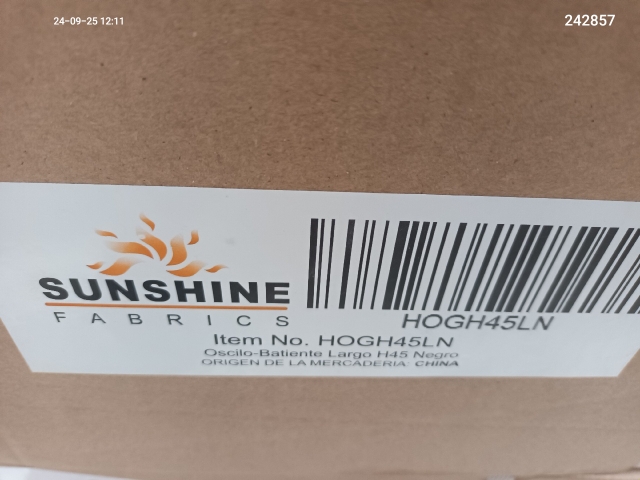 24-09-25 12:11
242857
SUNSHINE
FABRICS
HOGH45LN
Item No. HOGH45LN
Oscilo-Batiente Largo H45 Negro
ORIGEN DE LA MERCADERIA: CHINA